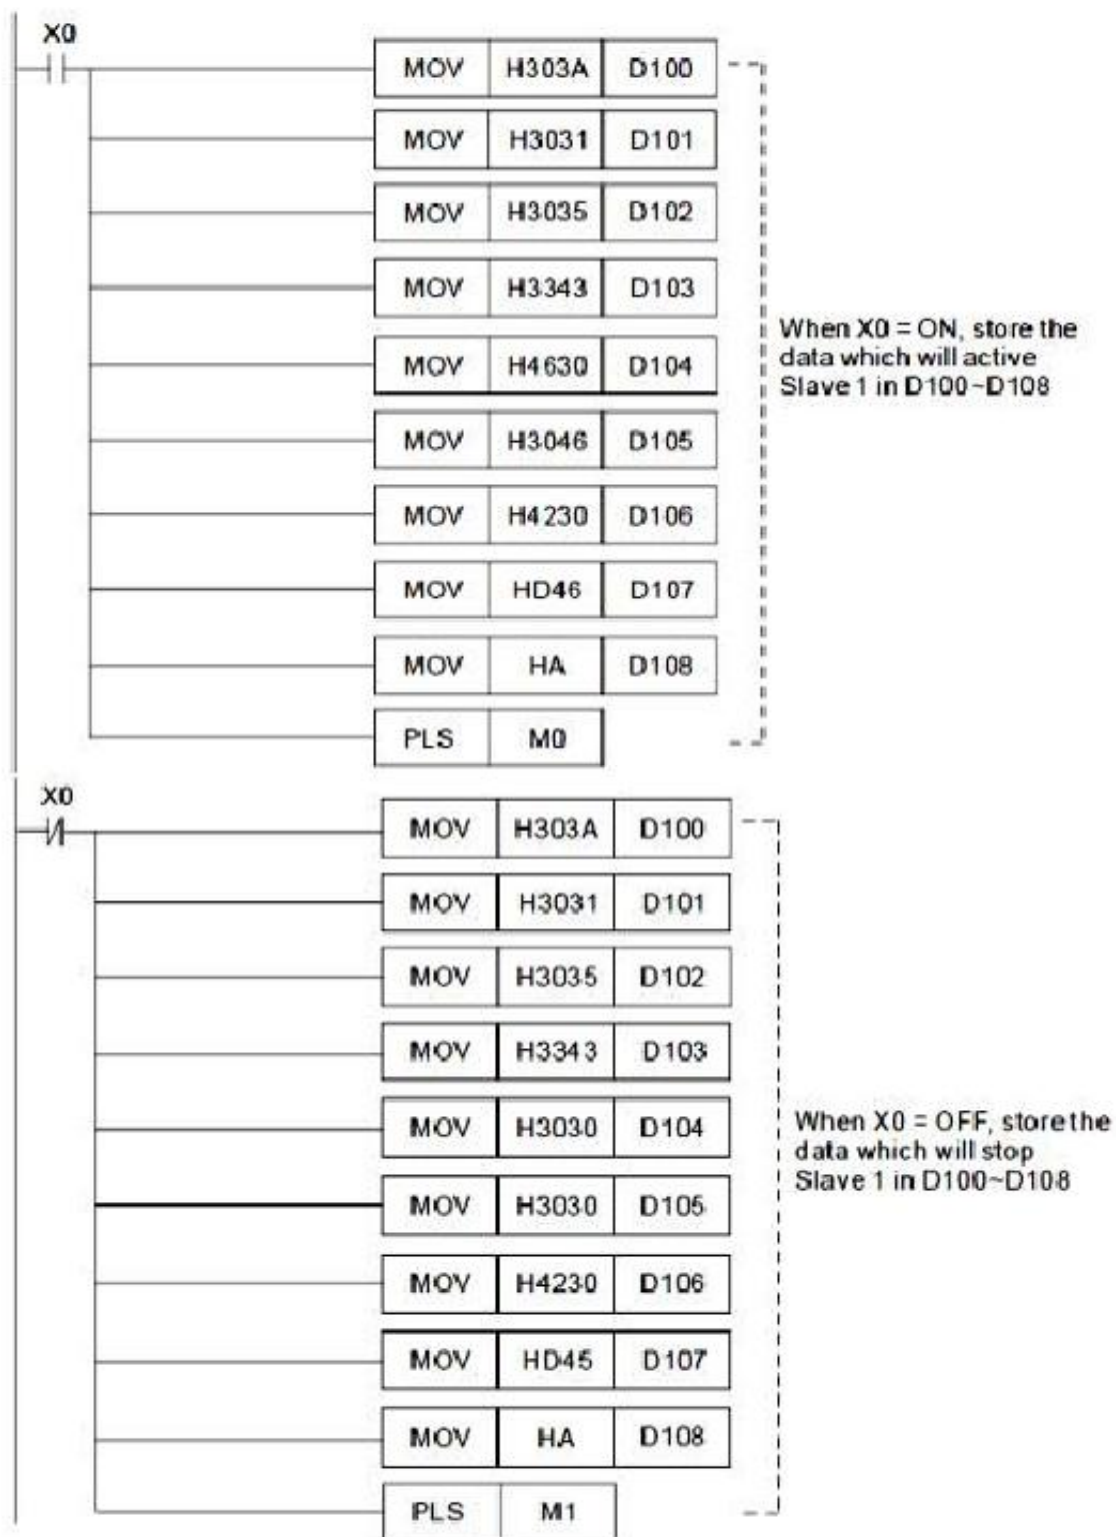 X0
MOV H303A D100
MOV H3031 D101
MOV H3035 D102
MOV H3343 D103
MOV H4630 D104
MOV H3046 D105
MOV H4230 D106
MOV HD46 D107
MOV HA D108
PLS M0
When X0 = ON, store the
data which will active
Slave 1 in D100~D108
X0
MOV H303A D100
MOV H3031 D101
MOV H3035 D102
MOV H3343 D103
MOV H3030 D104
MOV H3030 D105
MOV H4230 D106
MOV HD45 D107
MOV HA D108
PLS M1
When X0 = OFF, store the
data which will stop
Slave 1 in D100~D108